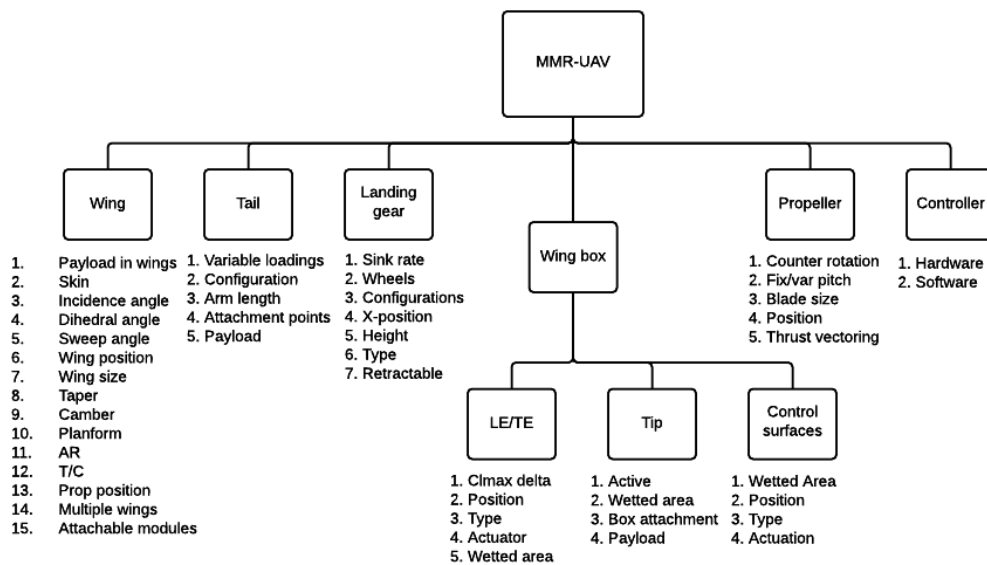 MMR-UAV
Wing
Tail
Landing
gear
Wing box
Propeller
Controller
1. Payload in wings
2. Skin
3. Incidence angle
4. Dihedral angle
5. Sweep angle
6. Wing position
7. Wing size
8. Taper
9. Camber
10. Planform
11. AR
12. T/C
13. Prop position
14. Multiple wings
15. Attachable modules
1. Variable loadings
2. Configuration
3. Arm length
4. Attachment points
5. Payload
1. Sink rate
2. Wheels
3. Configurations
4. X-position
5. Height
6. Type
7. Retractable
1. Counter rotation
2. Fix/var pitch
3. Blade size
4. Position
5. Thrust vectoring
1. Hardware
2. Software
LE/TE
Tip
Control
surfaces
1. Clmax delta
2. Position
3. Type
4. Actuator
5. Wetted area
1. Active
2. Wetted area
3. Box attachment
4. Payload
1. Wetted Area
2. Position
3. Type
4. Actuation